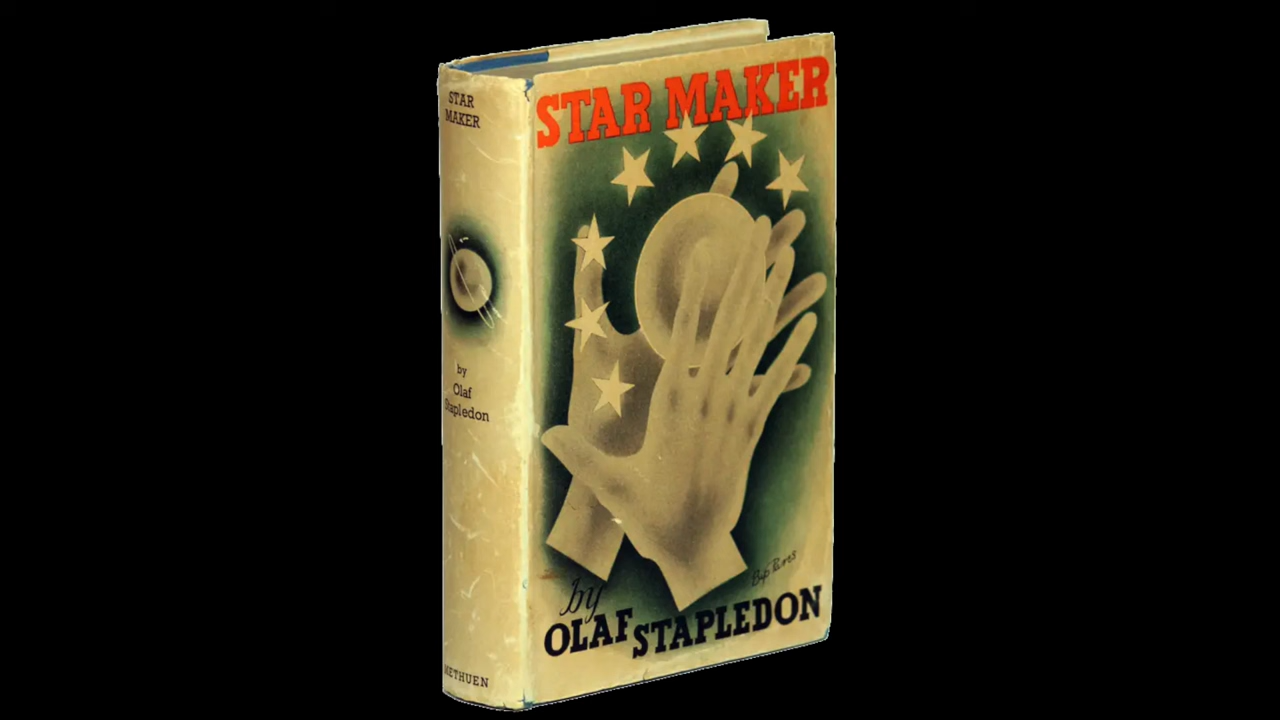 STAR
MAKER
by
Olaf
Stapledon
METHUEN
STAR MAKER
by
OLAF STAPLEDON